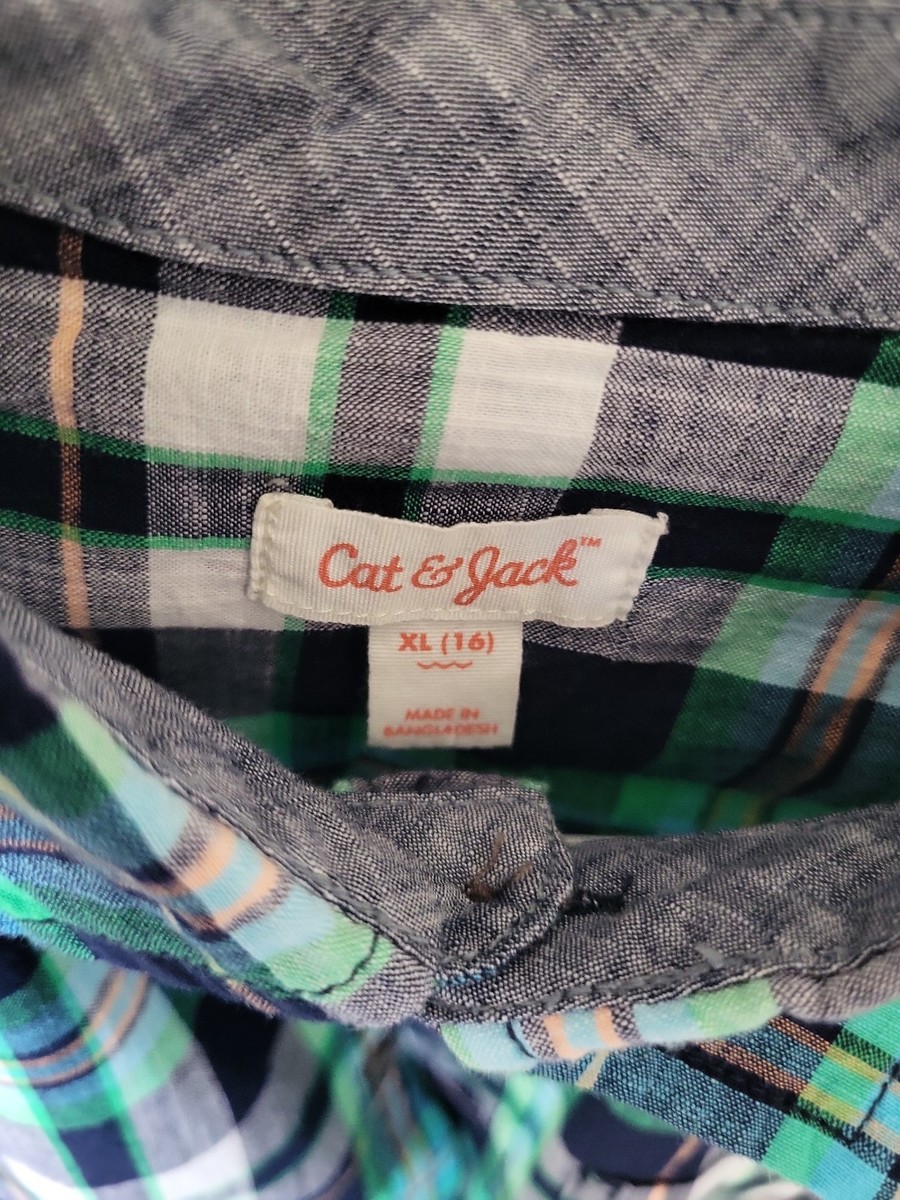 Cat & Jack™
XL (16)
MADE IN
BANGLADESH